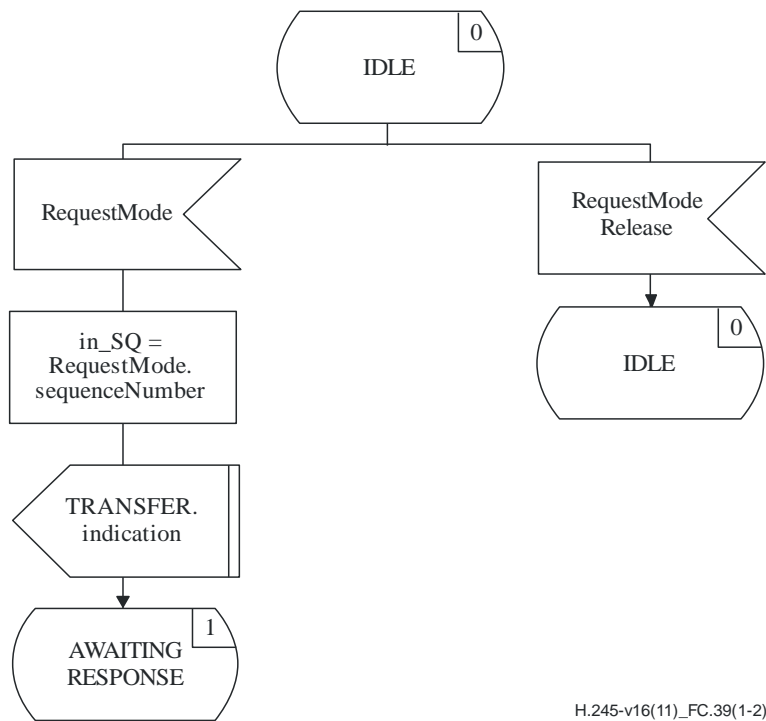 0
IDLE
RequestMode
RequestMode
Release
in_SQ =
RequestMode.
sequenceNumber
0
IDLE
TRANSFER.
indication
1
AWAITING
RESPONSE
H.245-v16(11)_FC.39(1-2)